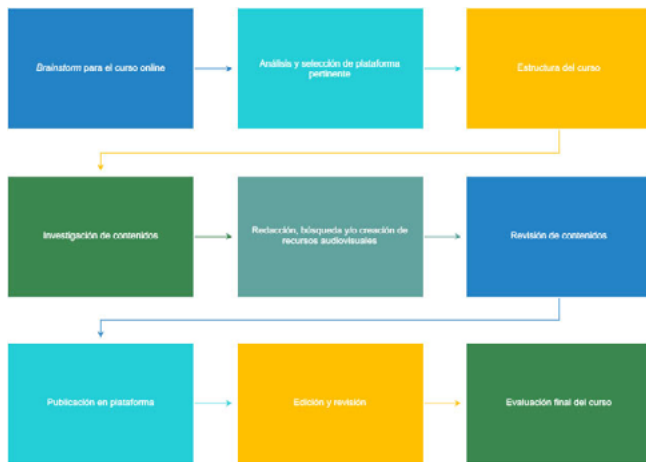 Brainstorm para el curso online
Análisis y selección de plataforma
pertinente
Estructura del curso
Investigación de contenidos
Redacción, búsqueda y/o creación de
recursos audiovisuales
Revisión de contenidos
Publicación en plataforma
Edición y revisión
Evaluación final del curso